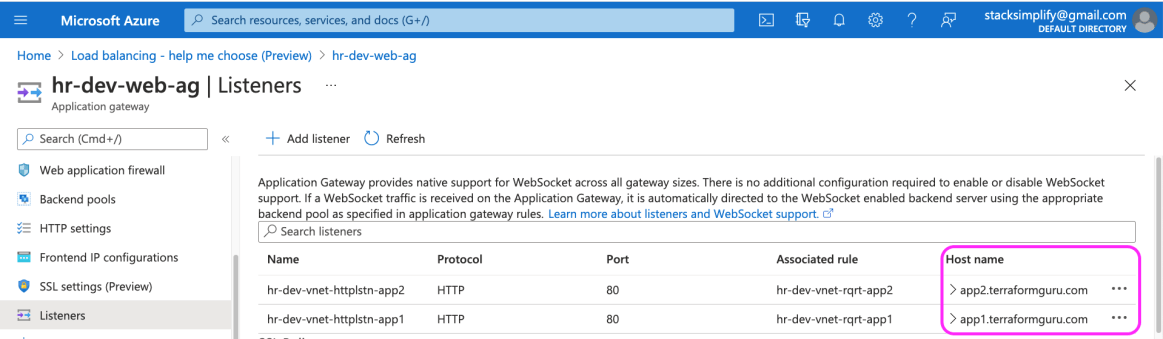 Microsoft Azure
Search resources, services, and docs (G+/)
stacksimplify@gmail.com
DEFAULT DIRECTORY
Home > Load balancing - help me choose (Preview) > hr-dev-web-ag
hr-dev-web-ag | Listeners ...
Application gateway
Search (Cmd+/)
«
+ Add listener
Refresh
Web application firewall
Backend pools
HTTP settings
Frontend IP configurations
SSL settings (Preview)
Listeners
Application Gateway provides native support for WebSocket across all gateway sizes. There is no additional configuration required to enable or disable WebSocket
support. If a WebSocket traffic is received on the Application Gateway, it is automatically directed to the WebSocket enabled backend server using the appropriate
backend pool as specified in application gateway rules. Learn more about listeners and WebSocket support.
Search listeners
Name Protocol Port Associated rule Host name
hr-dev-vnet-httplstn-app2 HTTP 80 hr-dev-vnet-rqrt-app2 > app2.terraformguru.com ...
hr-dev-vnet-httplstn-app1 HTTP 80 hr-dev-vnet-rqrt-app1 > app1.terraformguru.com ...